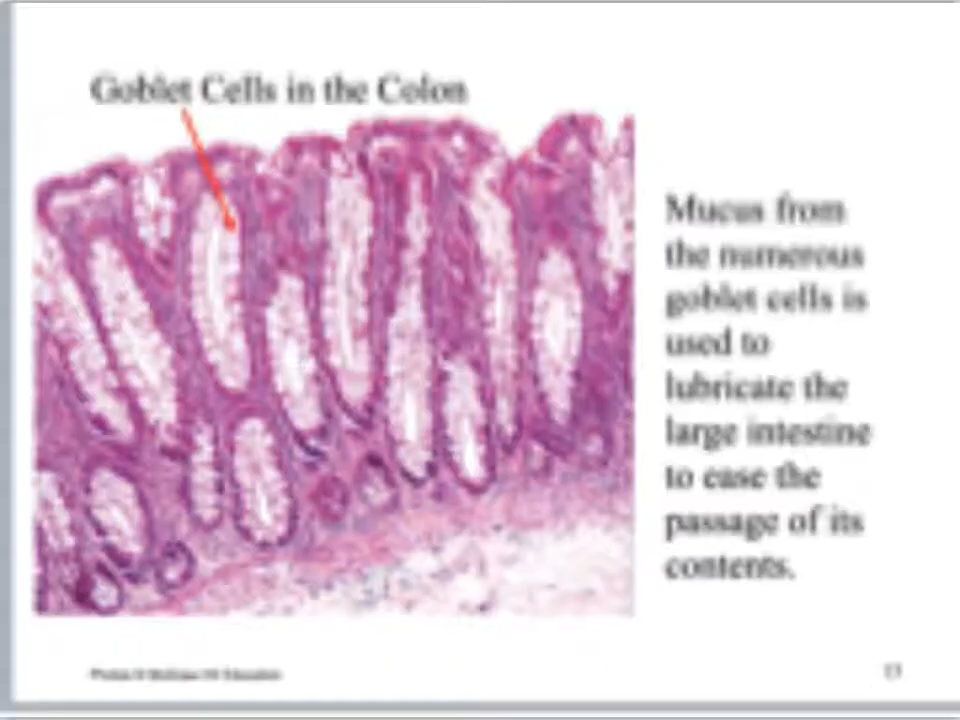 Goblet Cells in the Colon
Mucus from
the numerous
goblet cells is
used to
lubricate the
large intestine
to ease the
passage of its
contents.